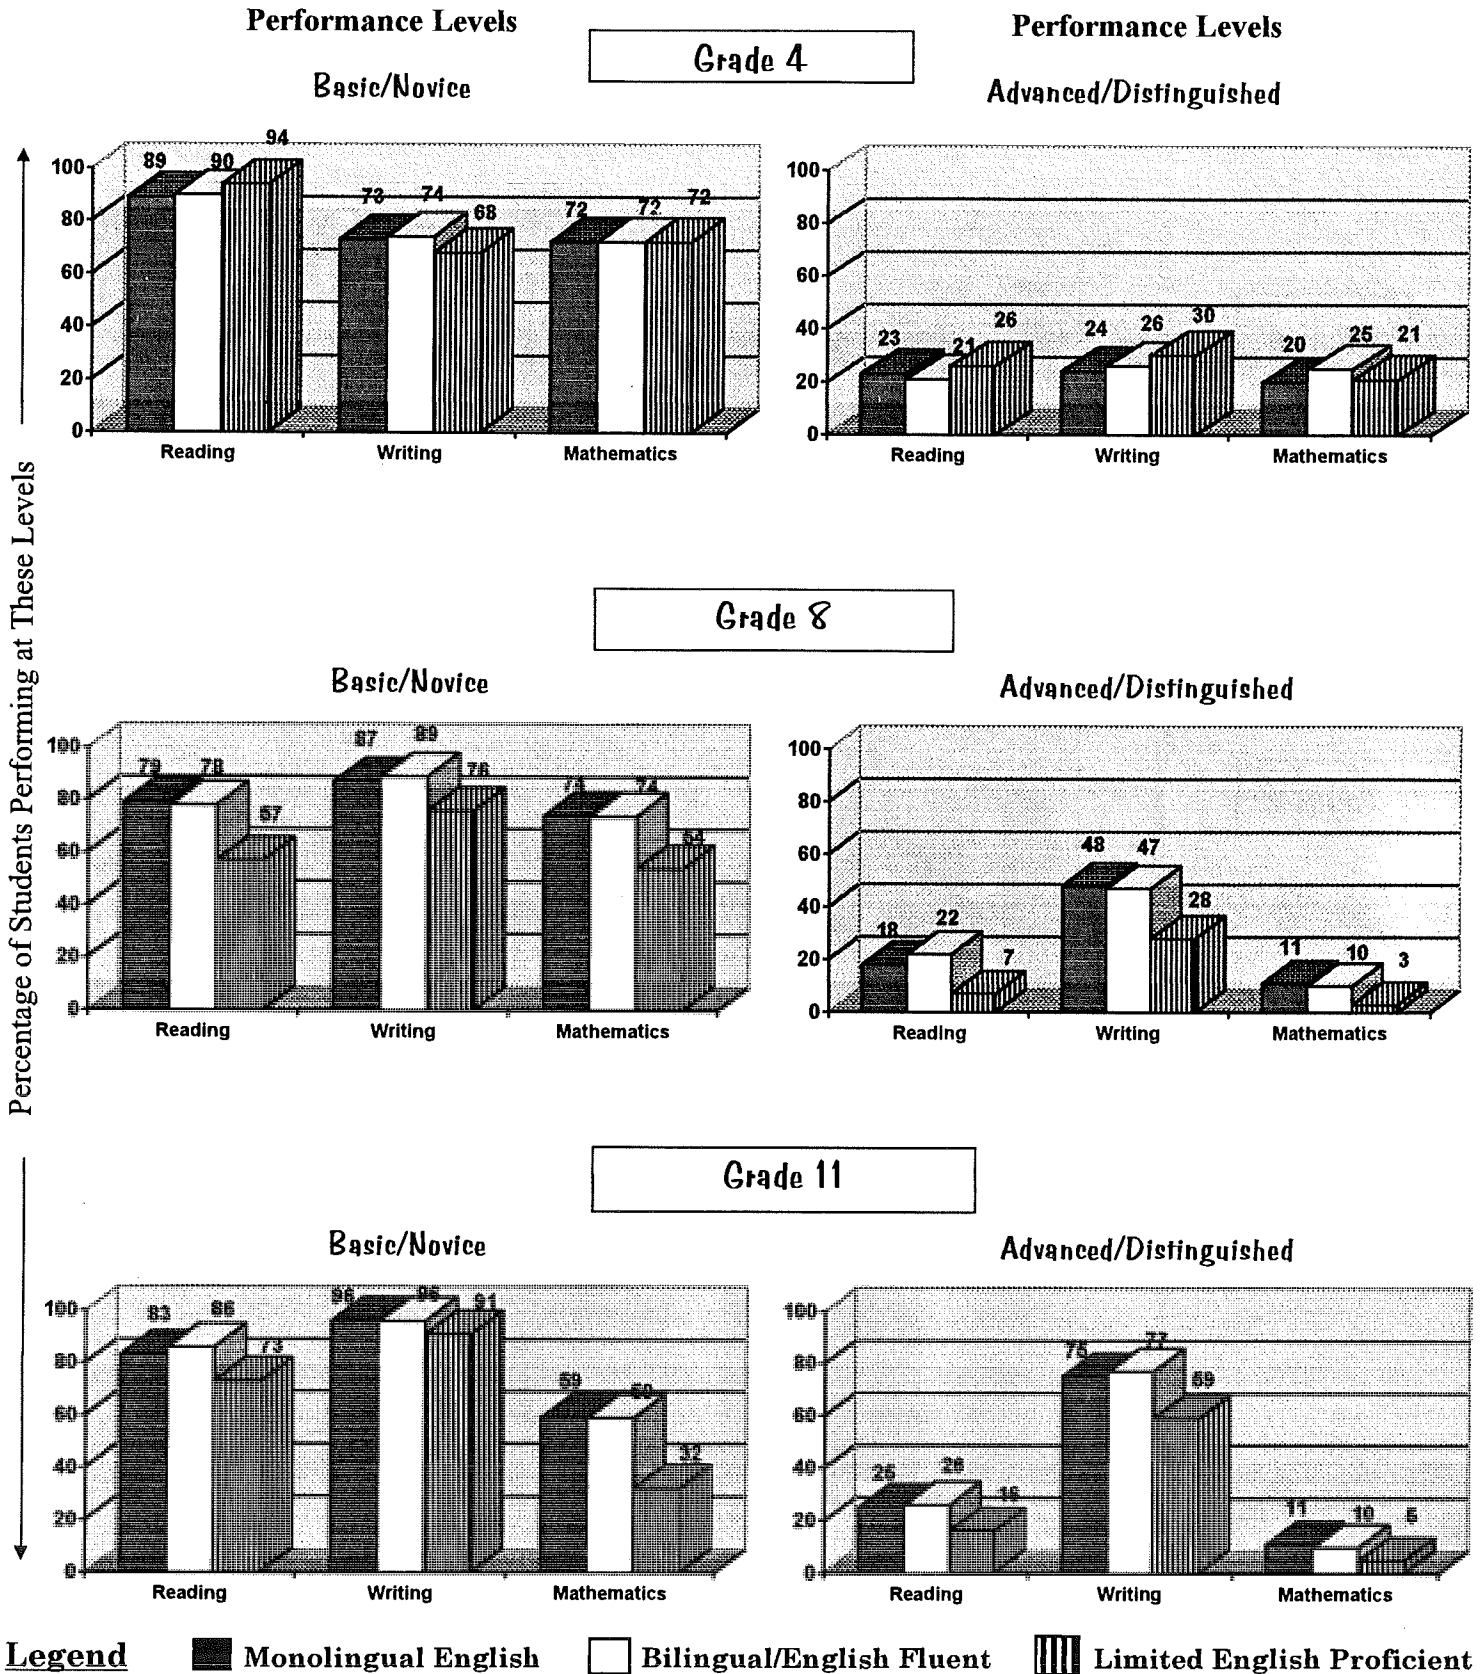 Performance Levels
Performance Levels
Grade 4
Basic/Novice
Advanced/Distinguished
100
80
60
40
20
0
89 90 94
73 74 68
72 72 72
Reading Writing Mathematics
100
80
60
40
20
0
23 21 26
24 26 30
20 25 21
Reading Writing Mathematics
Percentage of Students Performing at These Levels
Grade 8
Basic/Novice
Advanced/Distinguished
100
80
60
40
20
0
79 78 57
87 89 76
74 74 54
Reading Writing Mathematics
100
80
60
40
20
0
18 22 7
48 47 28
11 10 3
Reading Writing Mathematics
Grade 11
Basic/Novice
Advanced/Distinguished
100
80
60
40
20
0
83 86 73
96 96 91
59 32
Reading Writing Mathematics
100
80
60
40
20
0
26 16
75 77 59
11 10 5
Reading Writing Mathematics
Legend
Monolingual English
Bilingual/English Fluent
Limited English Proficient